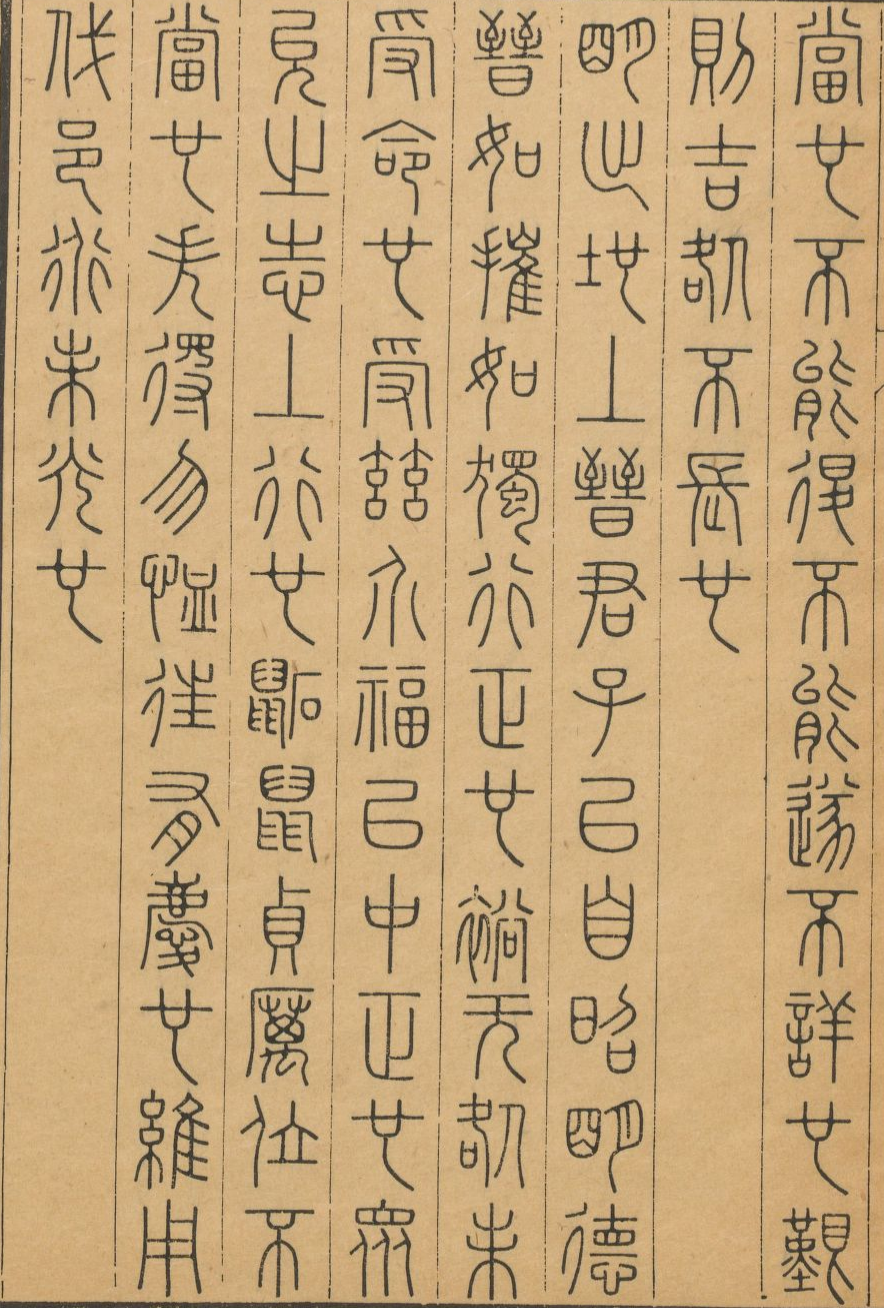 當也不能退不能遂不詳也艱
則吉咎不長也
明出地上晉君子以自昭明德
晉如摧如獨行正也裕无咎未
受命也受茲介福以中正也眾
允之志上行也鼫鼠貞厲位不
當也失得勿恤往有慶也維用
伐邑道未光也